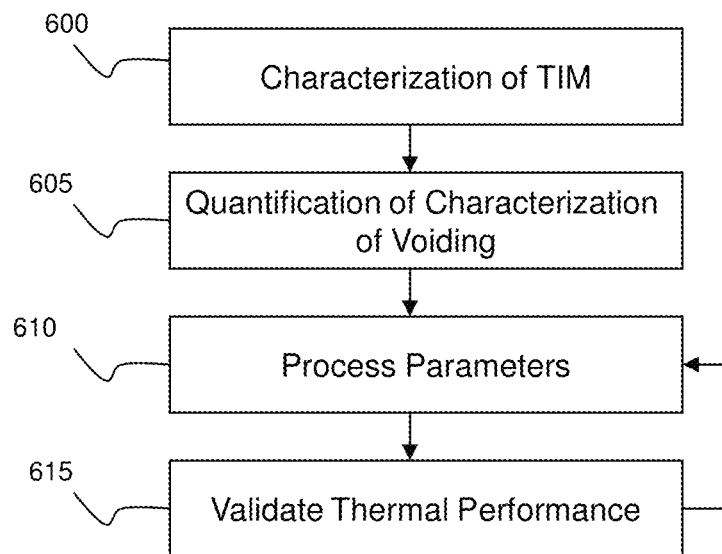 600
Characterization of TIM
605
Quantification of Characterization
of Voiding
610
Process Parameters
615
Validate Thermal Performance